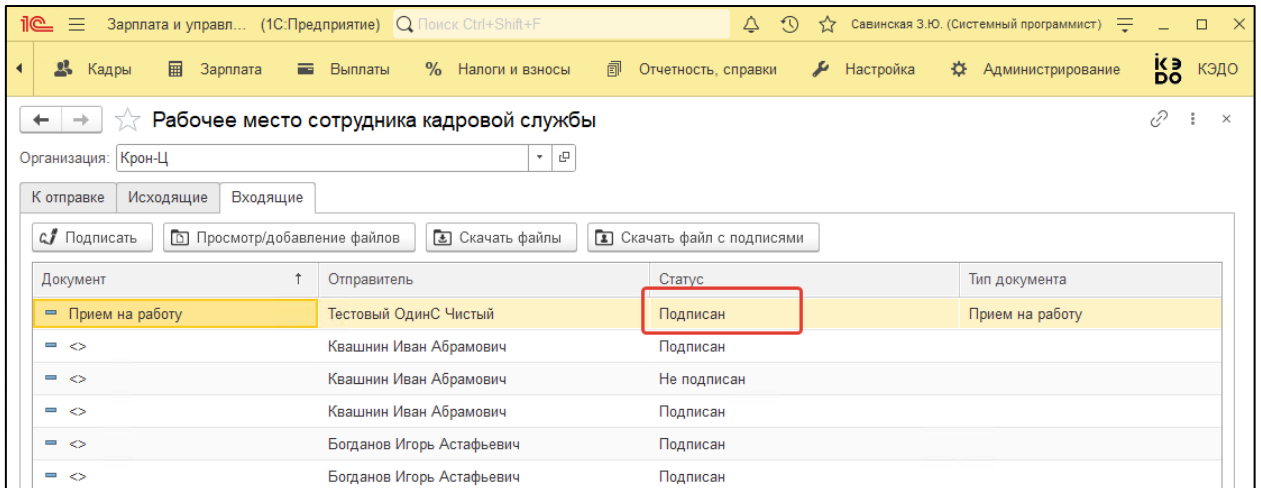 1С Зарплата и управл... (1С:Предприятие) Поиск Ctrl+Shift+F Савинская З.Ю. (Системный программист)
Кадры Зарплата Выплаты % Налоги и взносы Отчетность, справки Настройка Администрирование КЭДО КЭДО
Рабочее место сотрудника кадровой службы
Организация: Крон-Ц
К отправке Исходящие Входящие
Подписать Просмотр/добавление файлов Скачать файлы Скачать файл с подписями
Документ ↑ Отправитель Статус Тип документа
Прием на работу Тестовый ОдинС Чистый Подписан Прием на работу
<> Квашнин Иван Абрамович Подписан
<> Квашнин Иван Абрамович Не подписан
<> Квашнин Иван Абрамович Подписан
<> Богданов Игорь Астафьевич Подписан
<> Богданов Игорь Астафьевич Подписан